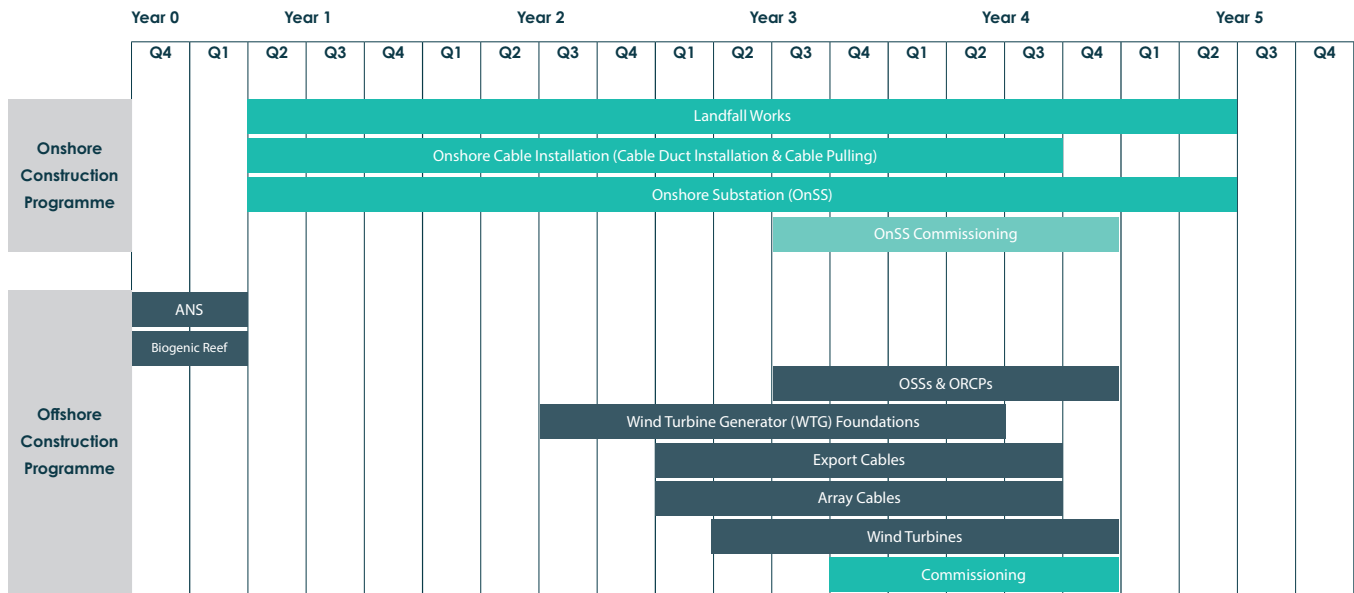 Year 0 Year 1 Year 2 Year 3 Year 4 Year 5
Q4 Q1 Q2 Q3 Q4 Q1 Q2 Q3 Q4 Q1 Q2 Q3 Q4 Q1 Q2 Q3 Q4 Q1 Q2 Q3 Q4
Onshore
Construction
Programme
Landfall Works
Onshore Cable Installation (Cable Duct Installation & Cable Pulling)
Onshore Substation (OnSS)
OnSS Commissioning
Offshore
Construction
Programme
ANS
Biogenic Reef
OSSs & ORCPs
Wind Turbine Generator (WTG) Foundations
Export Cables
Array Cables
Wind Turbines
Commissioning